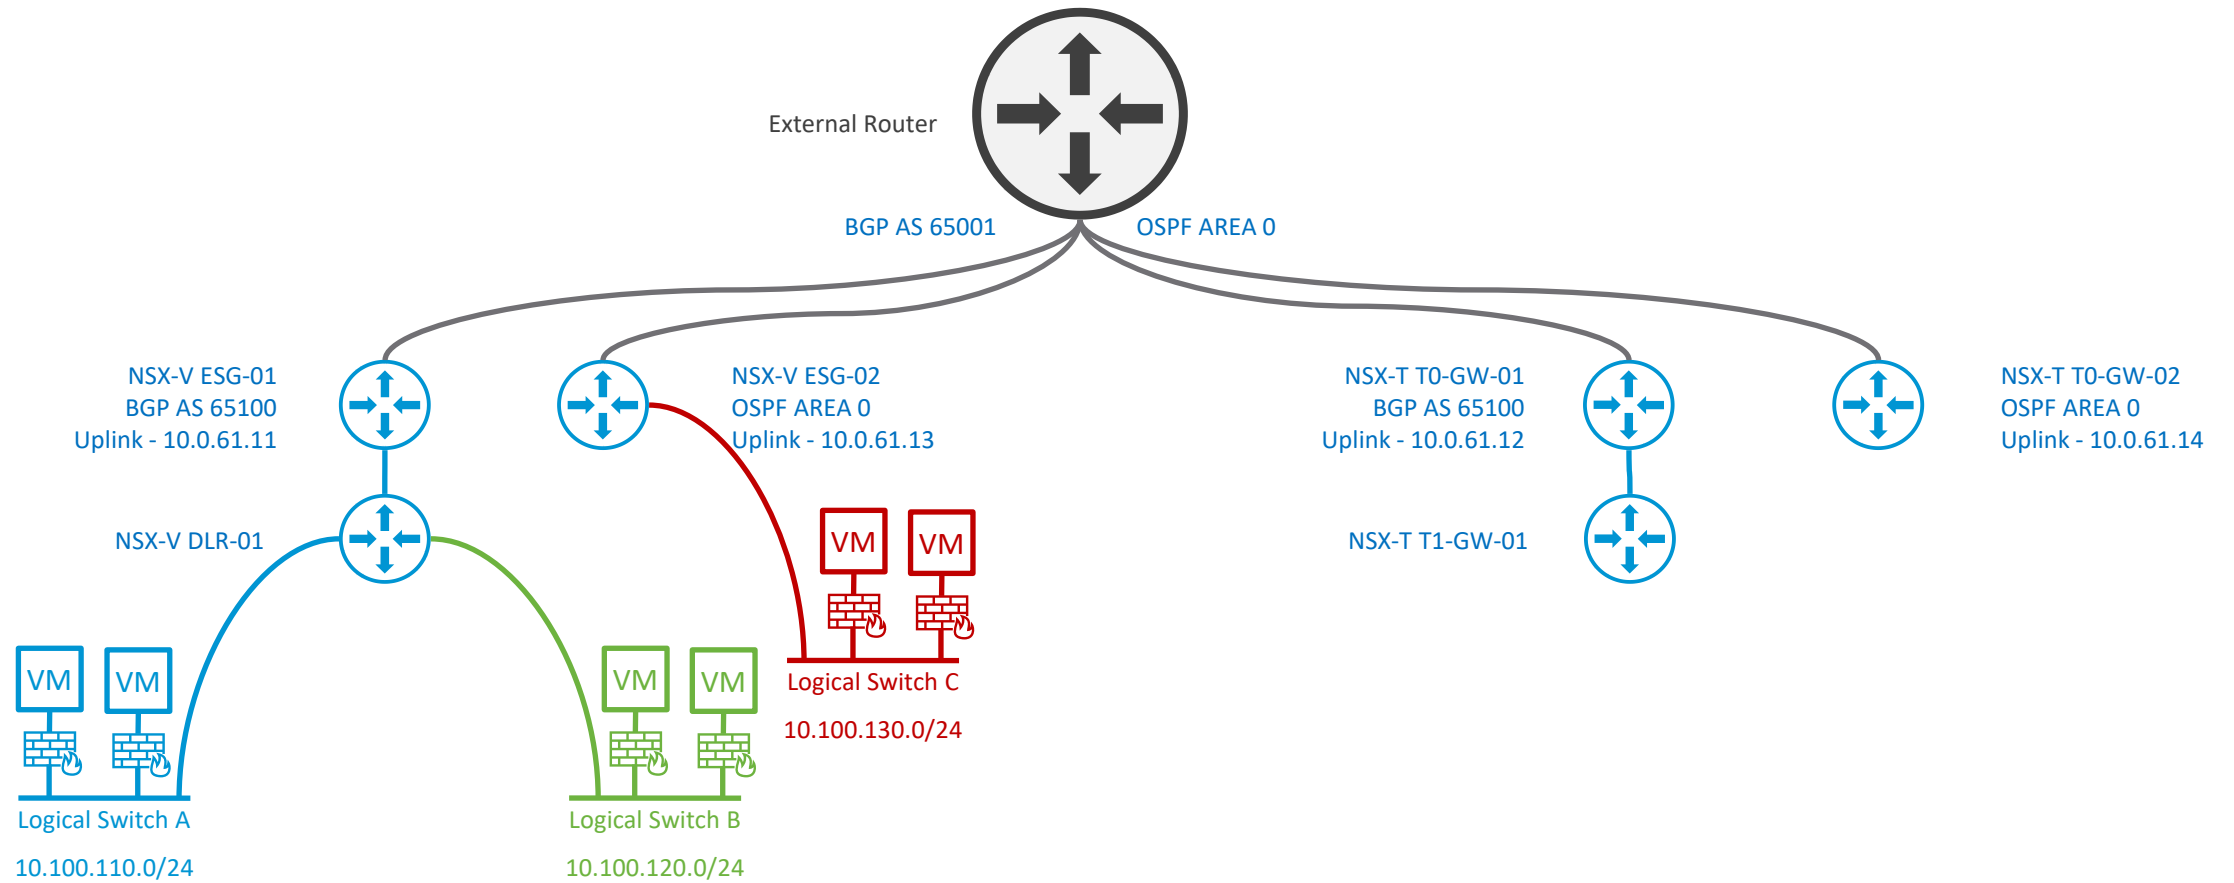 External Router
BGP AS 65001
OSPF AREA 0
NSX-V ESG-01
BGP AS 65100
Uplink - 10.0.61.11
NSX-V ESG-02
OSPF AREA 0
Uplink - 10.0.61.13
NSX-T T0-GW-01
BGP AS 65100
Uplink - 10.0.61.12
NSX-T T0-GW-02
OSPF AREA 0
Uplink - 10.0.61.14
NSX-V DLR-01
NSX-T T1-GW-01
VM
VM
Logical Switch C
10.100.130.0/24
VM
VM
Logical Switch A
10.100.110.0/24
VM
VM
Logical Switch B
10.100.120.0/24